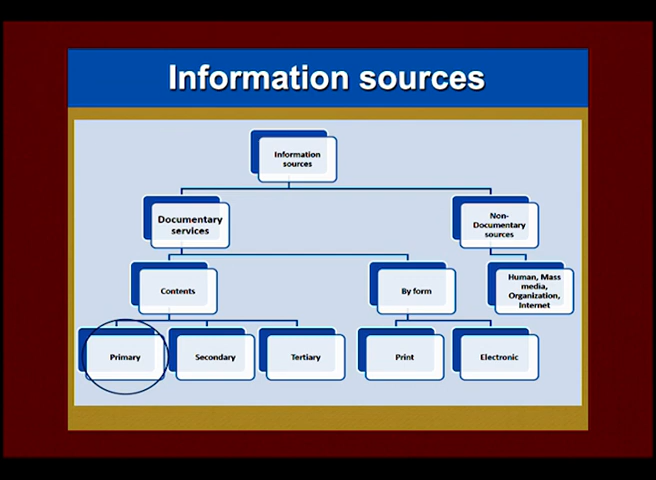 Information sources
Information
sources
Documentary
services
Non-
Documentary
sources
Contents
By form
Human, Mass
media,
Organization,
Internet
Primary
Secondary
Tertiary
Print
Electronic